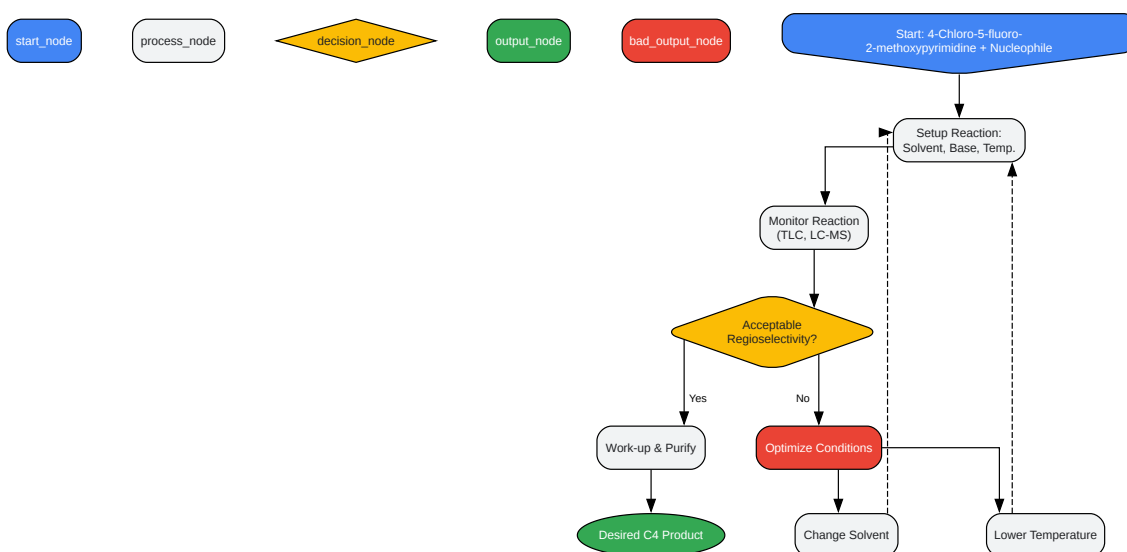 start_node
process_node
decision_node
output_node
bad_output_node
Start: 4-Chloro-5-fluoro-
2-methoxypyrimidine + Nucleophile
Setup Reaction:
Solvent, Base, Temp.
Monitor Reaction
(TLC, LC-MS)
Acceptable
Regioselectivity?
Yes
No
Work-up & Purify
Optimize Conditions
Desired C4 Product
Change Solvent
Lower Temperature